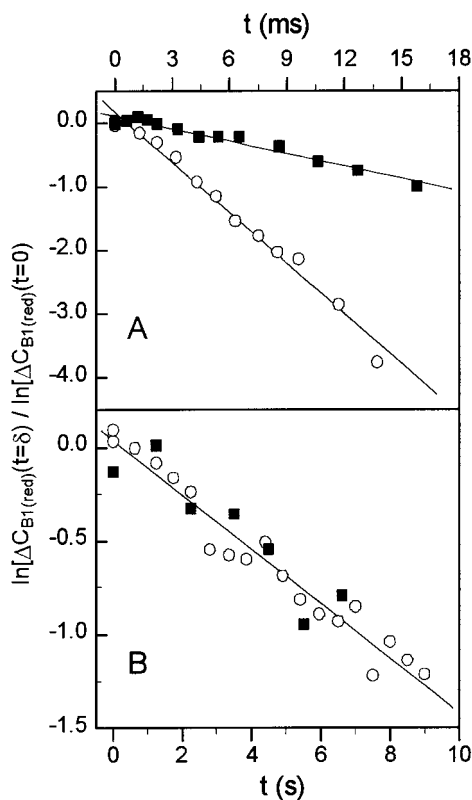 t (ms)
0 3 6 9 12 15 18
0.0
-1.0
-2.0
-3.0
-4.0
A
ln[ΔC_B1(red)(t=δ) / ln[ΔC_B1(red)(t=0)]
0.0
-0.5
-1.0
-1.5
B
0 2 4 6 8 10
t (s)